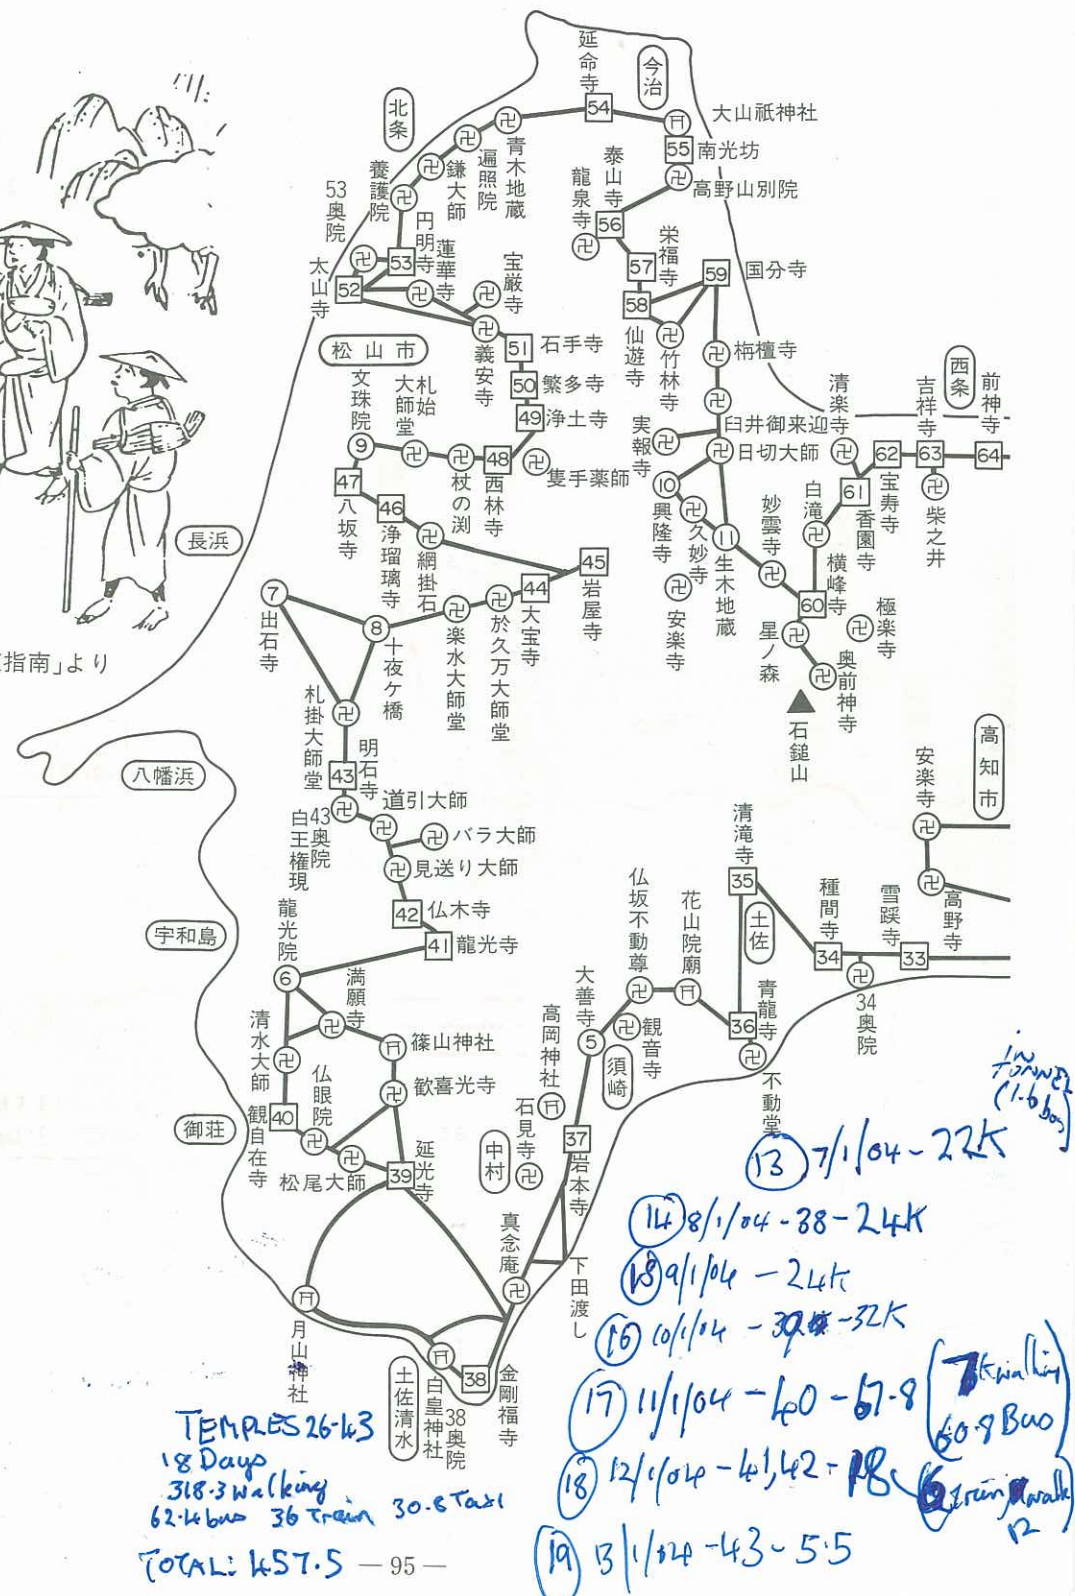 延命寺
今治
54
大山祇神社
北条
青木地蔵
55
南光坊
遍照院
鎌大師
養護院
泰山寺
龍泉寺
高野山別院
53奥院
円明寺
56
栄福寺
太山寺
53
蓮華寺
宝厳寺
57
59
国分寺
52
58
仙遊寺
竹林寺
栴檀寺
松山市
義安寺
51
石手寺
50
繁多寺
49
浄土寺
文珠院
大師堂
札始
西条
清楽寺
吉祥寺
前神寺
臼井御来迎
実報寺
日切大師
9
杖の渕
48
西林寺
隻手薬師
62
63
64
47
八坂寺
46
浄瑠璃寺
網掛石
10
興隆寺
久妙寺
11
生木地蔵
妙雲寺
白滝
61
香園寺
宝寿寺
柴之井
長浜
45
岩屋寺
44
大宝寺
安楽寺
横峰寺
60
極楽寺
7
出石寺
8
十夜ケ橋
楽水大師堂
於久万大師堂
星ノ森
奥前神寺
石鎚山
指南」より
札掛大師堂
八幡浜
43
明石寺
高知市
安楽寺
43奥院
白王権現
道引大師
バラ大師
見送り大師
清滝寺
35
42
仏木寺
41
龍光寺
宇和島
龍光院
6
仏坂不動尊
花山院廟
土佐
種間寺
雪蹊寺
高野寺
34
33
満願寺
大善寺
青龍寺
36
34奥院
清水大師
篠山神社
高岡神社
5
観音寺
須崎
不動堂
歓喜光寺
仏眼院
御荘
40
観自在寺
松尾大師
39
延光寺
石見寺
中村
37
岩本寺
真念庵
下田渡し
月山神社
土佐清水
白皇神社
38奥院
38
金剛福寺
IN TUNNEL
(1.6 bus)
13 7/1/04 - 22K
14 8/1/04 - 38 - 24K
15 9/1/04 - 24K
16 10/1/04 - 39 - 32K
17 11/1/04 - 40 - 67.8 (7K walking
60.8 Bus)
18 12/1/04 - 41,42 - 18 (6 train walk
12
19 13/1/04 - 43 - 5.5
TEMPLES 26-43
18 Days
318.3 walking
62.4 bus 36 Train 30.8 Taxi
TOTAL: 457.5
— 95 —